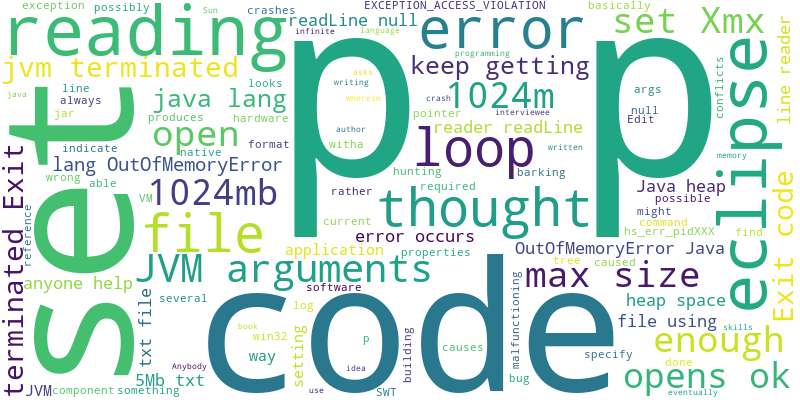 exception
possibly
Sun
crashes
EXCEPTION_ACCESS_VIOLATION
basically
reading
readLine null
infinite
language
error
set Xmx
jvm terminated
looks
asks
writing
wherein
p
p
programming
keep getting
eclipse
conflicts
line reader
java
line
always
jar
java lang
produces
hardware
1024m
crash
interviewee
args
null
Edit
memory
set
indicate
open
native
format
pointer
author
reader readLine
written
lang OutOfMemoryError
witha
loop
barking
hunting
Java heap
possible
wrong
able
VM
1024mb
rather
required
thought
might
command
terminated Exit
reference
file
current
error occurs
properties
hs_err_pidXXX
find
Exit code
application
OutOfMemoryError Java
tree
caused
anyone help
JVM arguments
software
malfunctioning
max size
txt file
several
log
code
heap space
book
win32
p
building
specify
file using
skills
enough
way
setting
causes
bug
done
Anybody
idea
JVM
component
something
5Mb txt
use
SWT
opens ok
eventually